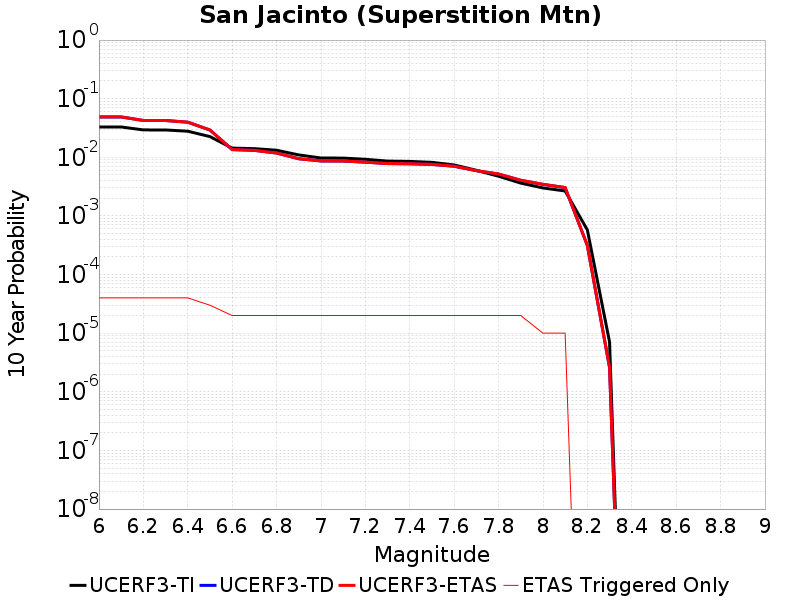 San Jacinto (Superstition Mtn)
10 Year Probability
10^0
10^-1
10^-2
10^-3
10^-4
10^-5
10^-6
10^-7
10^-8
6 6.2 6.4 6.6 6.8 7 7.2 7.4 7.6 7.8 8 8.2 8.4 8.6 8.8 9
Magnitude
UCERF3-TI UCERF3-TD UCERF3-ETAS ETAS Triggered Only